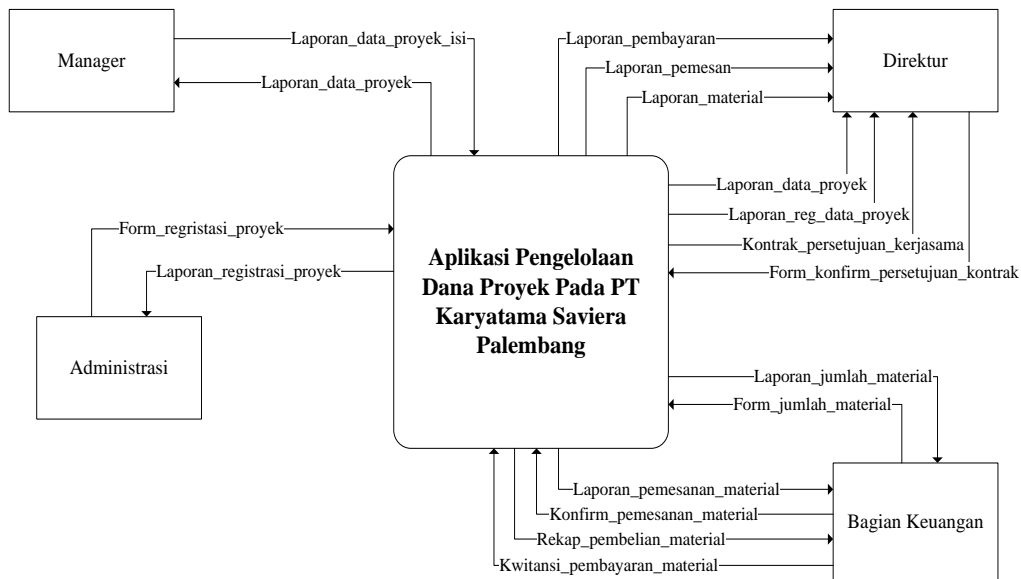 Manager
Laporan_data_proyek_isi
Laporan_data_proyek
Laporan_pembayaran
Laporan_pemesan
Laporan_material
Direktur
Laporan_data_proyek
Laporan_reg_data_proyek
Kontrak_persetujuan_kerjasama
Form_konfirm_persetujuan_kontrak
Form_regristasi_proyek
Laporan_registrasi_proyek
Administrasi
Aplikasi Pengelolaan
Dana Proyek Pada PT
Karyatama Saviera
Palembang
Laporan_jumlah_material
Form_jumlah_material
Laporan_pemesanan_material
Konfirm_pemesanan_material
Rekap_pembelian_material
Kwitansi_pembayaran_material
Bagian Keuangan